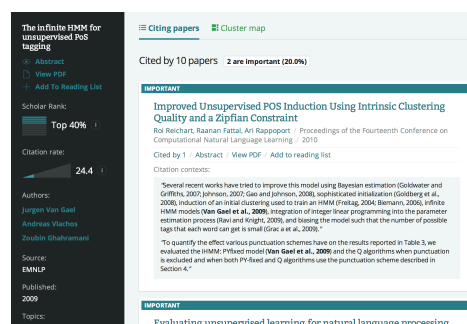 The infinite HMM for
unsupervised PoS
tagging
Abstract
View PDF
Add To Reading List
Scholar Rank:
Top 40%
Citation rate:
24.4
Authors:
Jurgen Van Gael
Andreas Vlachos
Zoubin Ghahramani
Source:
EMNLP
Published:
2009
Topics:
Citing papers
Cluster map
Cited by 10 papers 2 are important (20.0%)
IMPORTANT
Improved Unsupervised POS Induction Using Intrinsic Clustering
Quality and a Zipfian Constraint
Roi Reichart, Raanan Fattal, Ari Rappoport / Proceedings of the Fourteenth Conference on
Computational Natural Language Learning / 2010
Cited by 1 / Abstract / View PDF / Add to reading list
Citation contexts:
"Several recent works have tried to improve this model using Bayesian estimation (Goldwater and
Griffiths, 2007; Johnson, 2007; Gao and Johnson, 2008), sophisticated initialization (Goldberg et al.,
2008), induction of an initial clustering used to train an HMM (Freitag, 2004; Biemann, 2006), infinite
HMM models (Van Gael et al., 2009), integration of integer linear programming into the parameter
estimation process (Ravi and Knight, 2009), and biasing the model such that the number of possible
tags that each word can get is small (Grac a et al., 2009)."
"To quantify the effect various punctuation schemes have on the results reported in Table 3, we
evaluated the iHMM: PYfixed model (Van Gael et al., 2009) and the Q algorithms when punctuation
is excluded and when both PY-fixed and Q algorithms use the punctuation scheme described in
Section 4."
IMPORTANT
Evaluating unsupervised learning for natural language processing